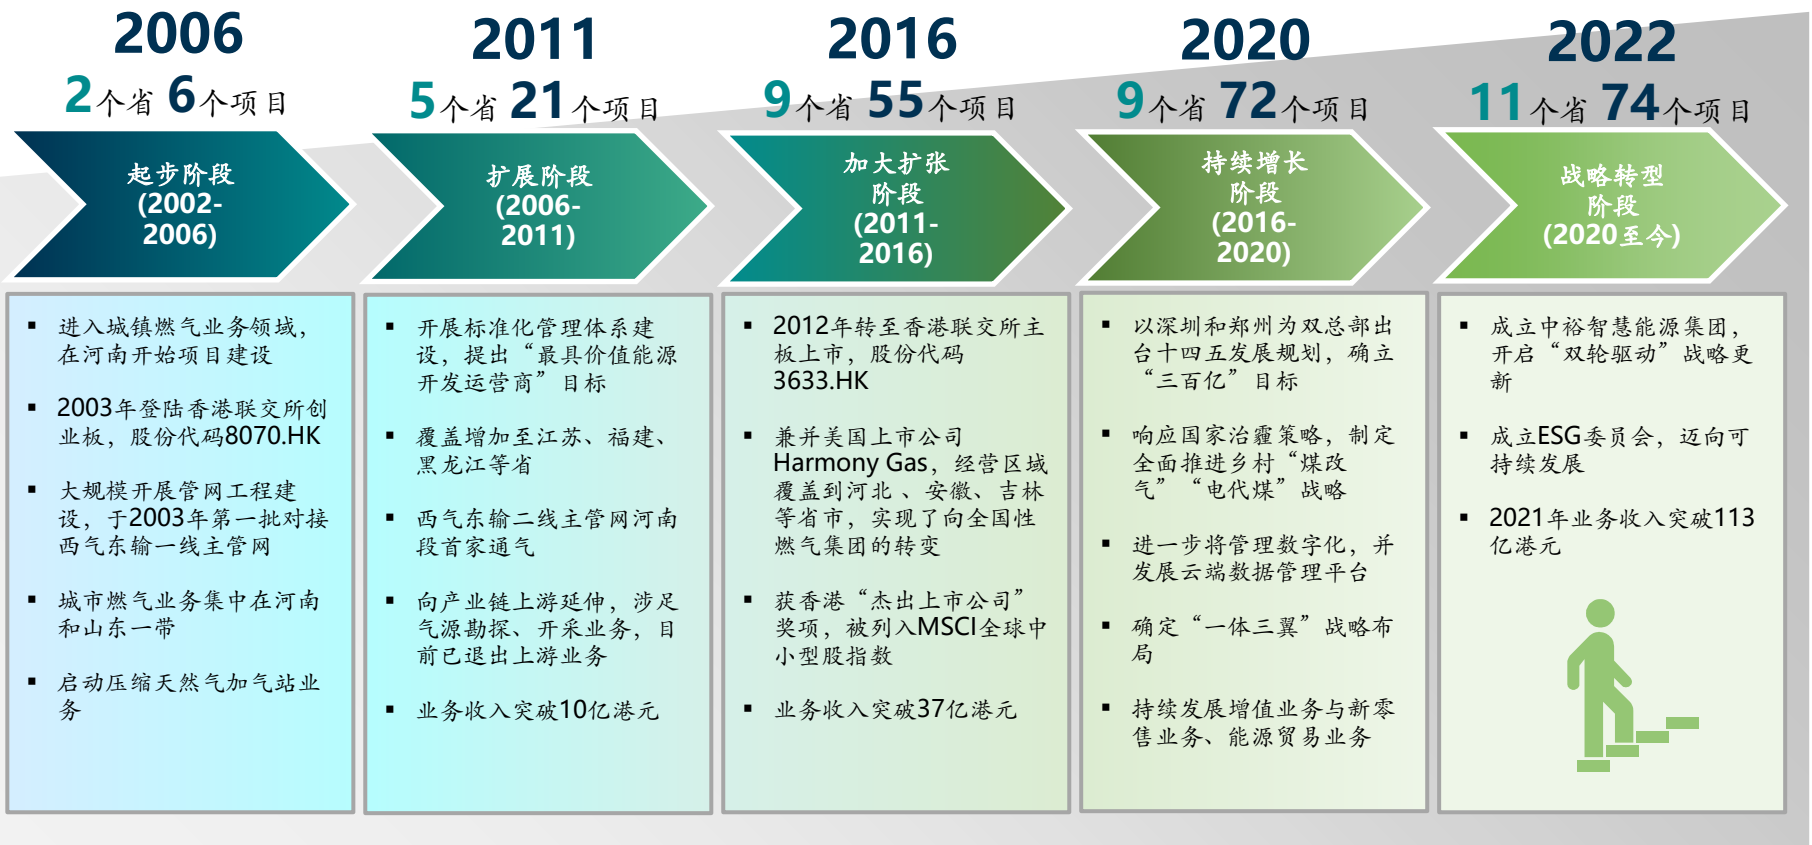 2006
2个省 6个项目
起步阶段
(2002-
2006)
▪ 进入城镇燃气业务领域，
在河南开始项目建设
▪ 2003年登陆香港联交所创
业板，股份代码8070.HK
▪ 大规模开展管网工程建
设，于2003年第一批对接
西气东输一线主管网
▪ 城市燃气业务集中在河南
和山东一带
▪ 启动压缩天然气加气站业
务
2011
5个省 21个项目
扩展阶段
(2006-
2011)
▪ 开展标准化管理体系建
设，提出“最具价值能源
开发运营商”目标
▪ 覆盖增加至江苏、福建、
黑龙江等省
▪ 西气东输二线主管网河南
段首家通气
▪ 向产业链上游延伸，涉足
气源勘探、开采业务，目
前已退出上游业务
▪ 业务收入突破10亿港元
2016
9个省 55个项目
加大扩张
阶段
(2011-
2016)
▪ 2012年转至香港联交所主
板上市，股份代码
3633.HK
▪ 兼并美国上市公司
Harmony Gas，经营区域
覆盖到河北 、安徽、吉林
等省市，实现了向全国性
燃气集团的转变
▪ 获香港“杰出上市公司”
奖项，被列入MSCI全球中
小型股指数
▪ 业务收入突破37亿港元
2020
9个省 72个项目
持续增长
阶段
(2016-
2020)
▪ 以深圳和郑州为双总部出
台十四五发展规划，确立
“三百亿”目标
▪ 响应国家治霾策略，制定
全面推进乡村“煤改
气”“电代煤”战略
▪ 进一步将管理数字化，并
发展云端数据管理平台
▪ 确定“一体三翼”战略布
局
▪ 持续发展增值业务与新零
售业务、能源贸易业务
2022
11个省 74个项目
战略转型
阶段
(2020至今)
▪ 成立中裕智慧能源集团，
开启“双轮驱动”战略更
新
▪ 成立ESG委员会，迈向可
持续发展
▪ 2021年业务收入突破113
亿港元